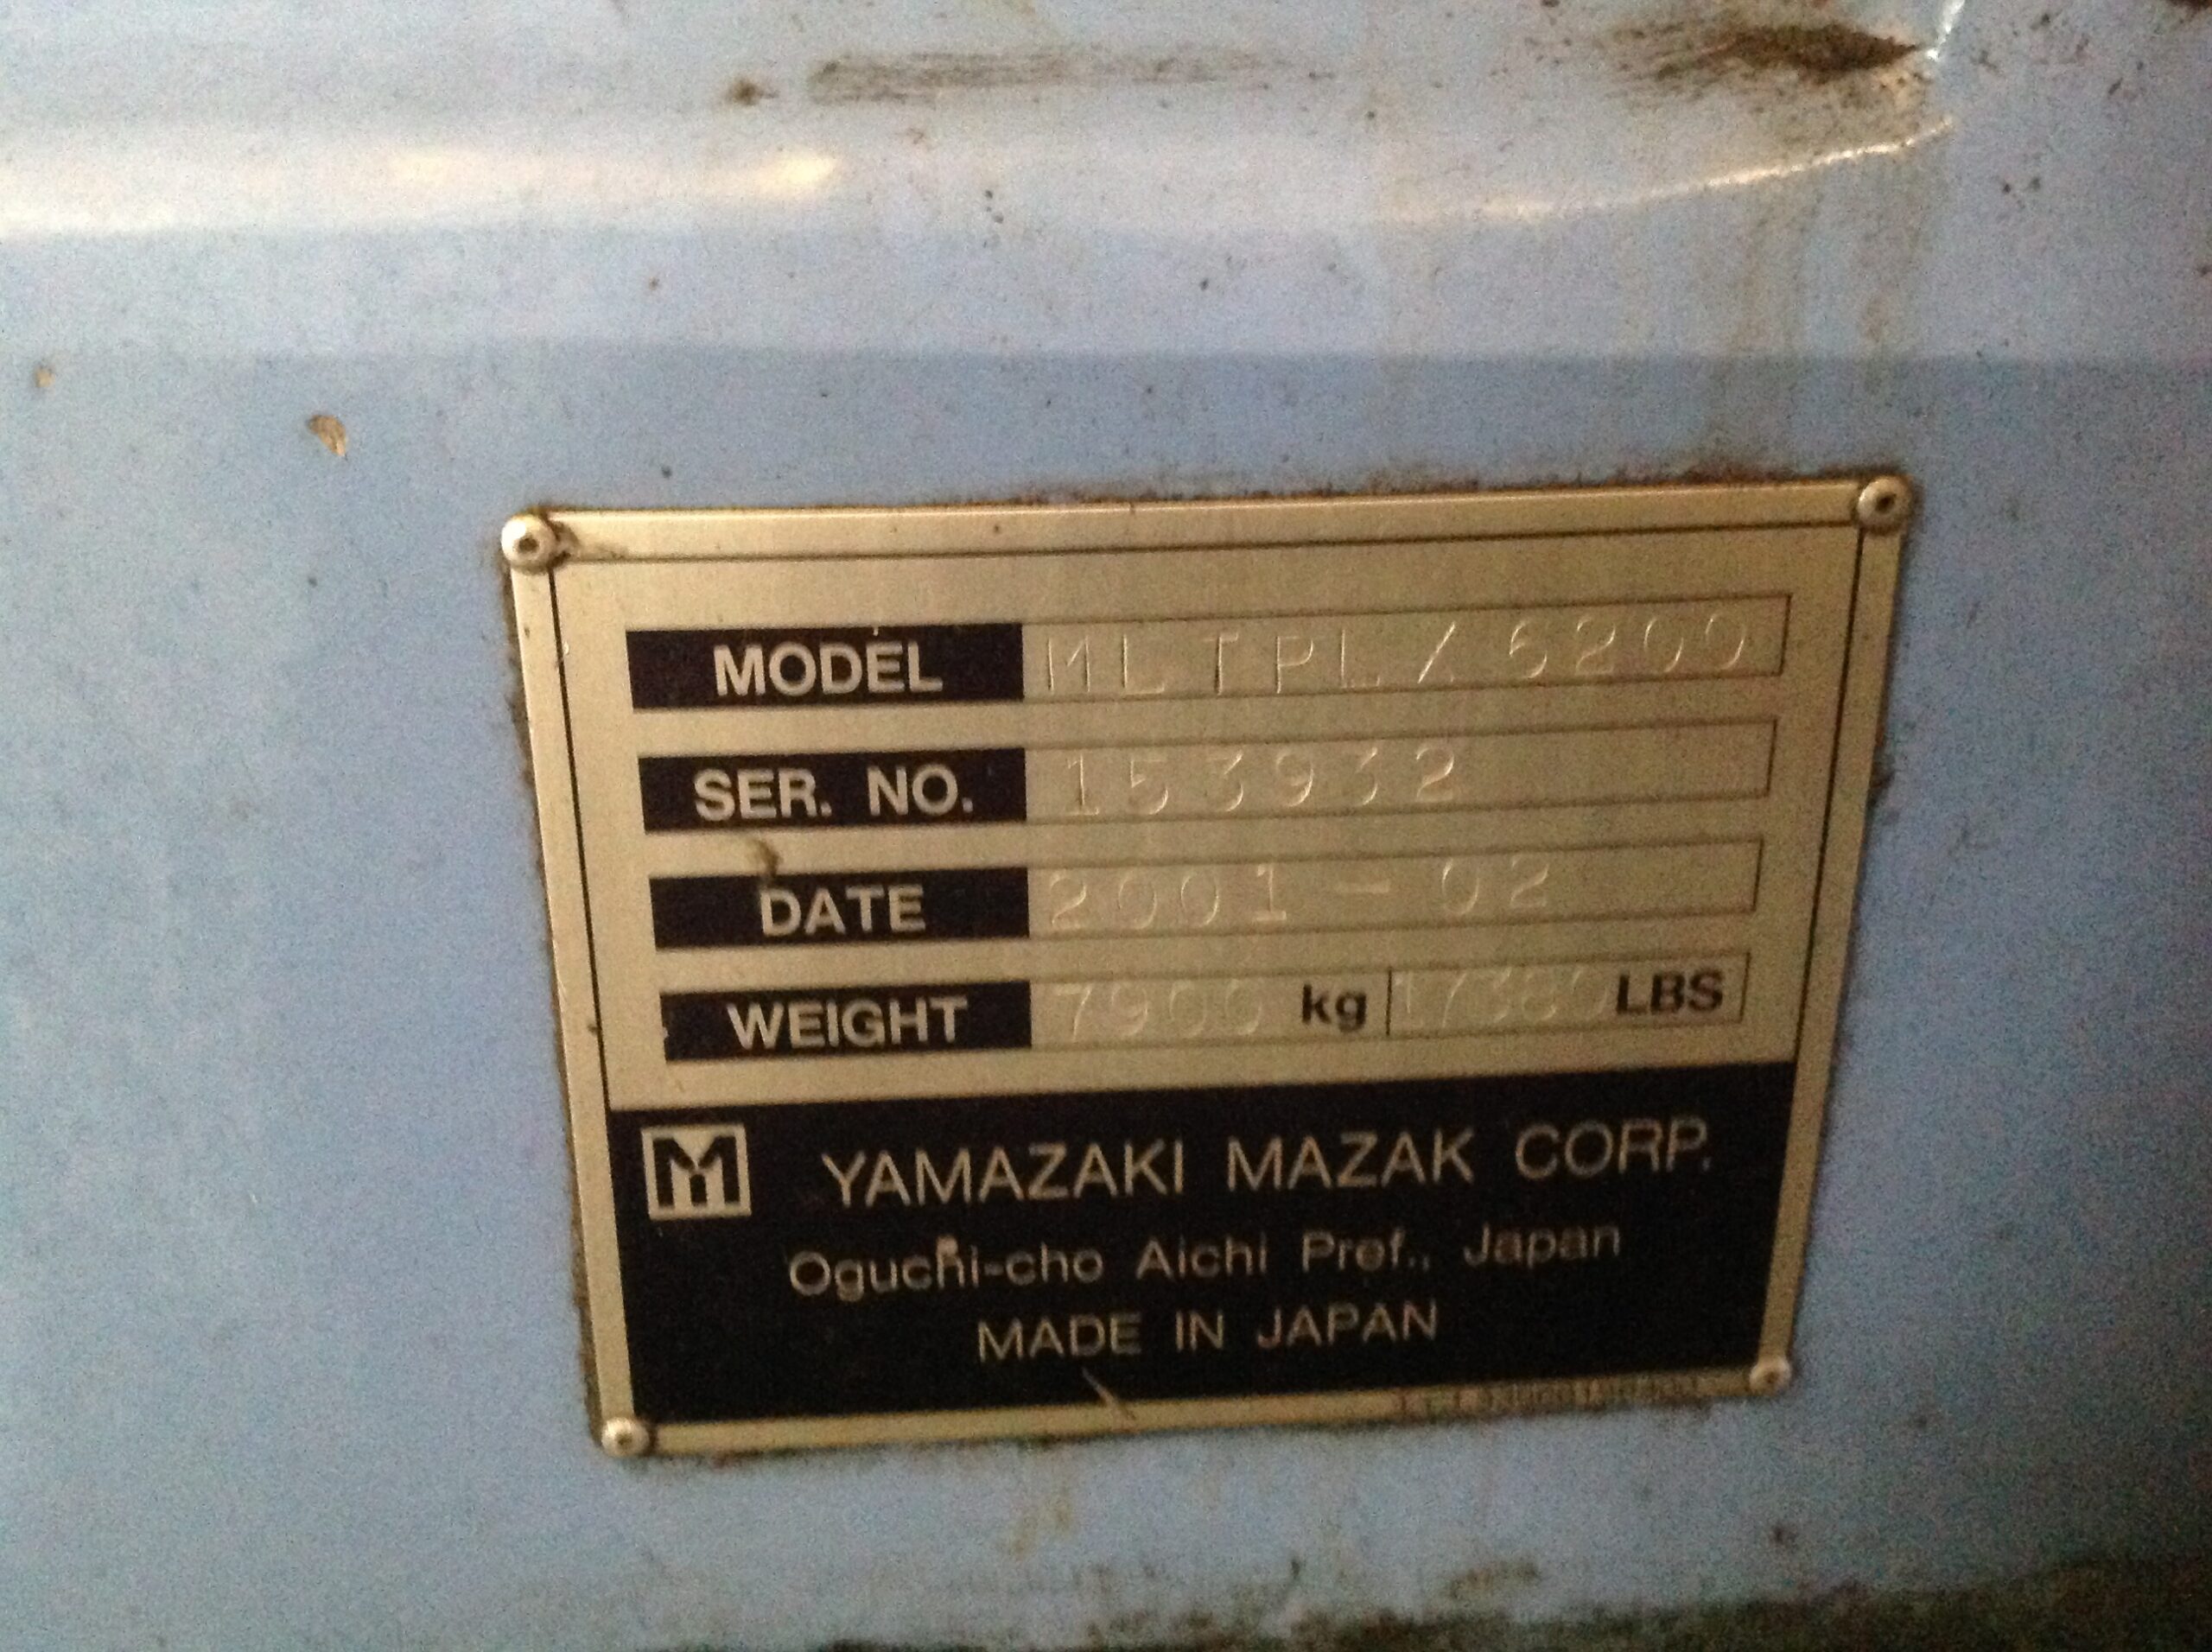 MODEL MLTPL/6200
SER. NO. 153932
DATE 2001-02
WEIGHT 7900 kg 17380 LBS
YAMAZAKI MAZAK CORP.
Oguchi-cho Aichi Pref., Japan
MADE IN JAPAN